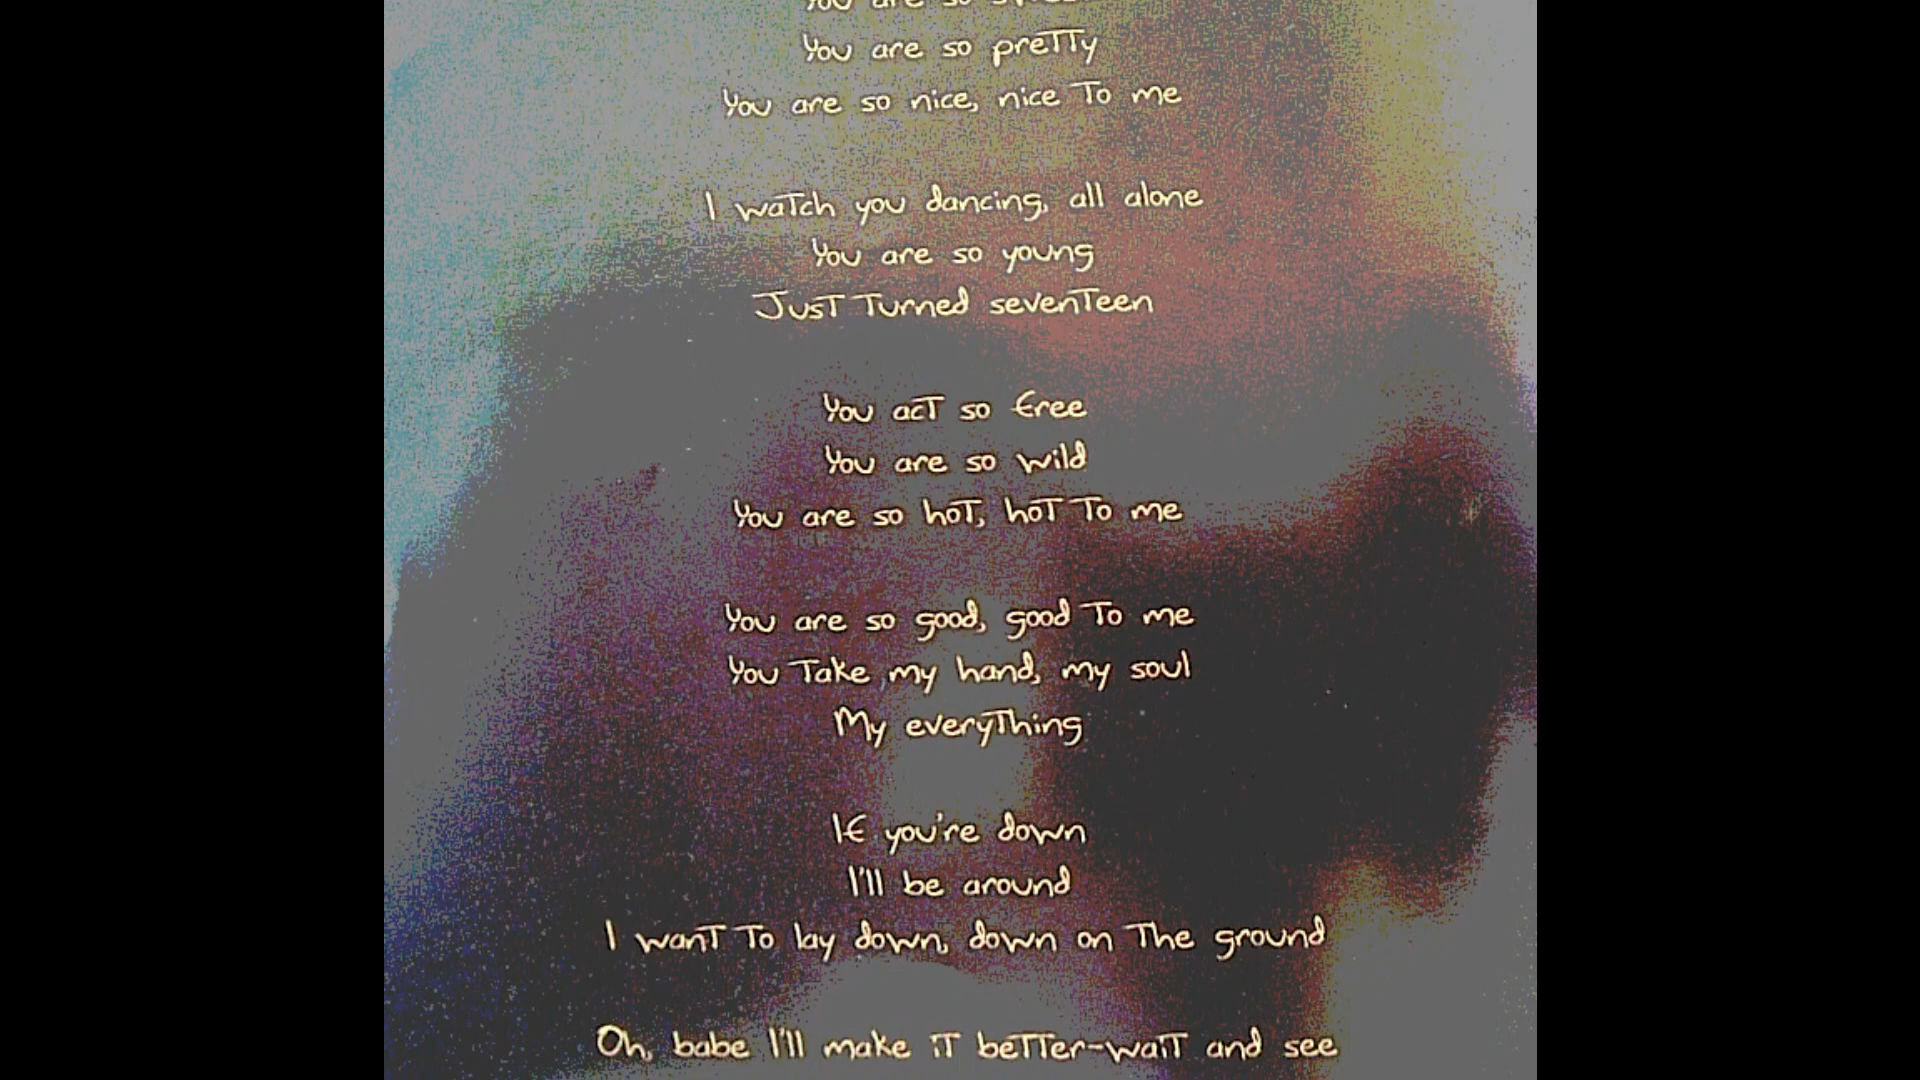 You are so
You are so pretty
You are so nice, nice to me
I watch you dancing, all alone
You are so young
Just turned seventeen
You act so free
You are so wild
You are so hot, hot to me
You are so good, good to me
You take my hand, my soul
My everything
If you're down
I'll be around
I want to lay down, down on the ground
Oh, babe I'll make it better-wait and see